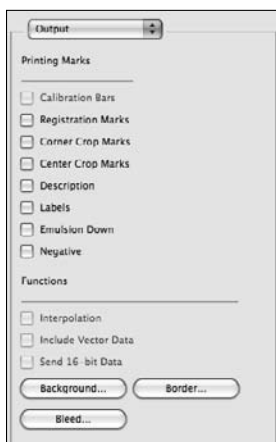 Output
Printing Marks
Calibration Bars
Registration Marks
Corner Crop Marks
Center Crop Marks
Description
Labels
Emulsion Down
Negative
Functions
Interpolation
Include Vector Data
Send 16-bit Data
Background... Border...
Bleed...